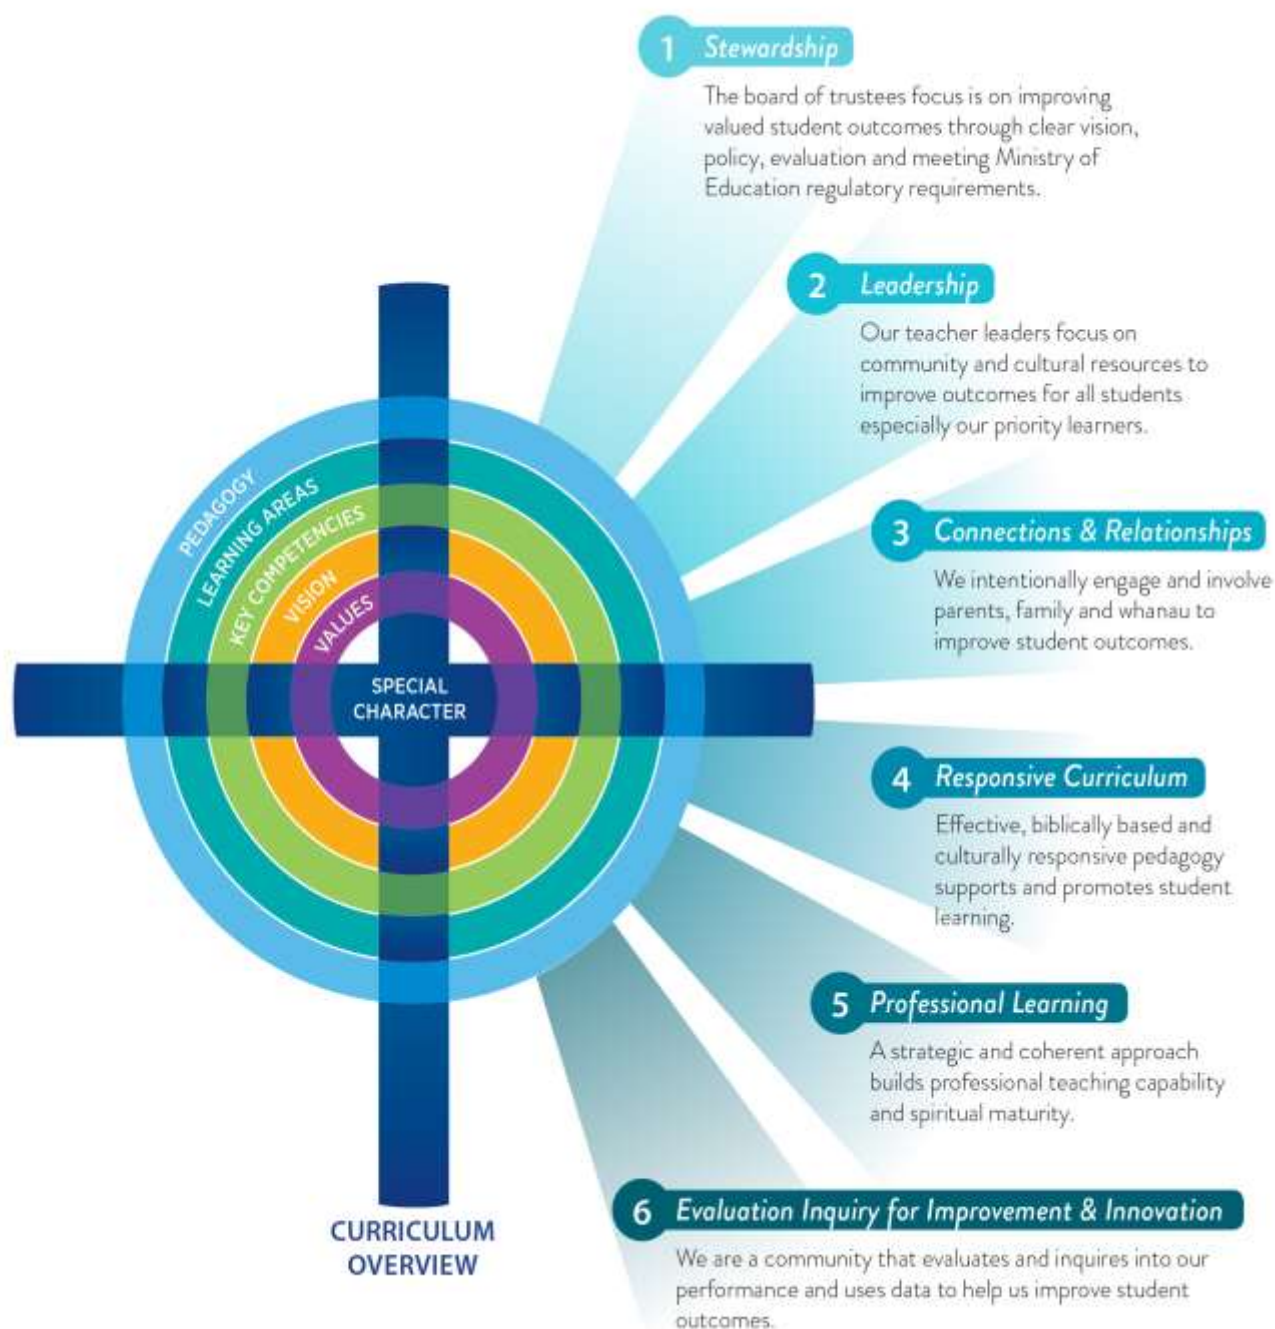 1 Stewardship
The board of trustees focus is on improving
valued student outcomes through clear vision,
policy, evaluation and meeting Ministry of
Education regulatory requirements.
2 Leadership
Our teacher leaders focus on
community and cultural resources to
improve outcomes for all students
especially our priority learners.
3 Connections & Relationships
We intentionally engage and involve
parents, family and whanau to
improve student outcomes.
4 Responsive Curriculum
Effective, biblically based and
culturally responsive pedagogy
supports and promotes student
learning.
5 Professional Learning
A strategic and coherent approach
builds professional teaching capability
and spiritual maturity.
6 Evaluation Inquiry for Improvement & Innovation
We are a community that evaluates and inquires into our
performance and uses data to help us improve student
outcomes.
PEDAGOGY
LEARNING AREAS
KEY COMPETENCIES
VISION
VALUES
SPECIAL
CHARACTER
CURRICULUM
OVERVIEW